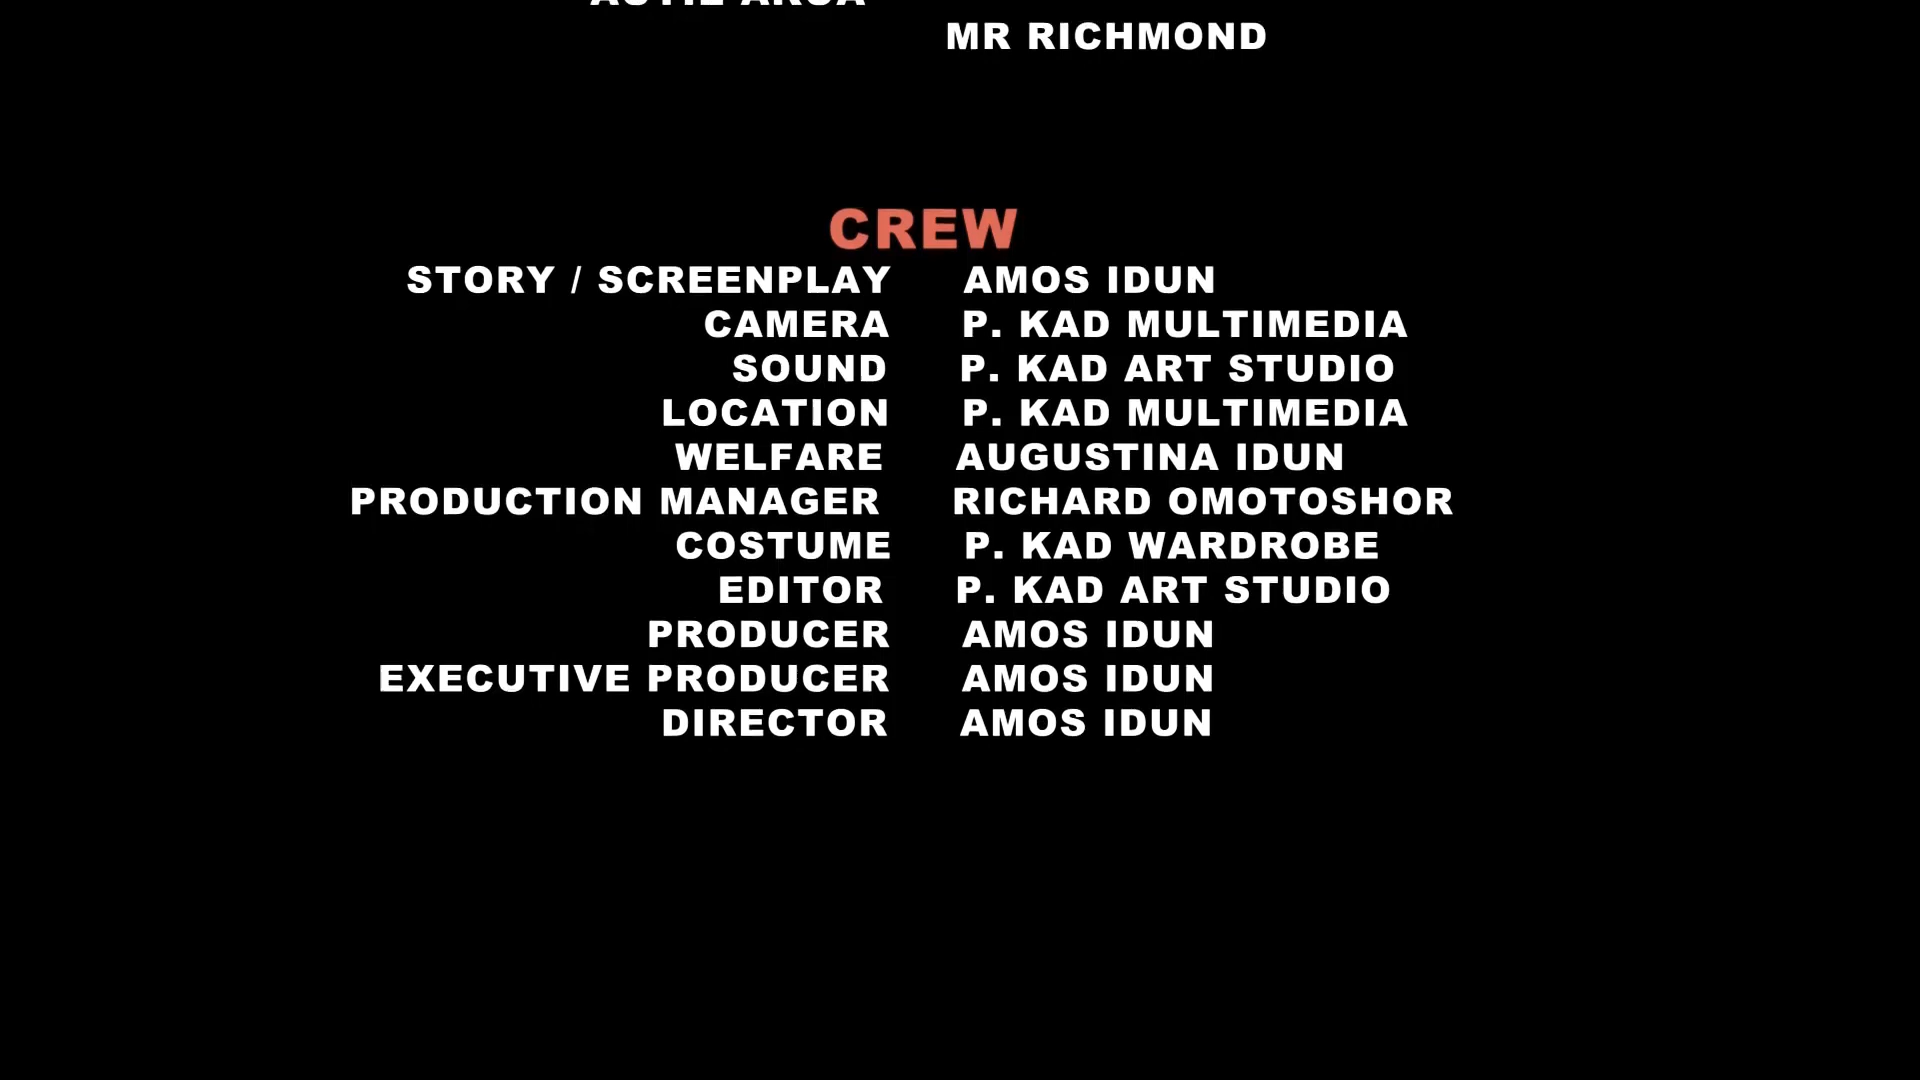 MR RICHMOND
CREW
STORY / SCREENPLAY AMOS IDUN
CAMERA P. KAD MULTIMEDIA
SOUND P. KAD ART STUDIO
LOCATION P. KAD MULTIMEDIA
WELFARE AUGUSTINA IDUN
PRODUCTION MANAGER RICHARD OMOTOSHOR
COSTUME P. KAD WARDROBE
EDITOR P. KAD ART STUDIO
PRODUCER AMOS IDUN
EXECUTIVE PRODUCER AMOS IDUN
DIRECTOR AMOS IDUN